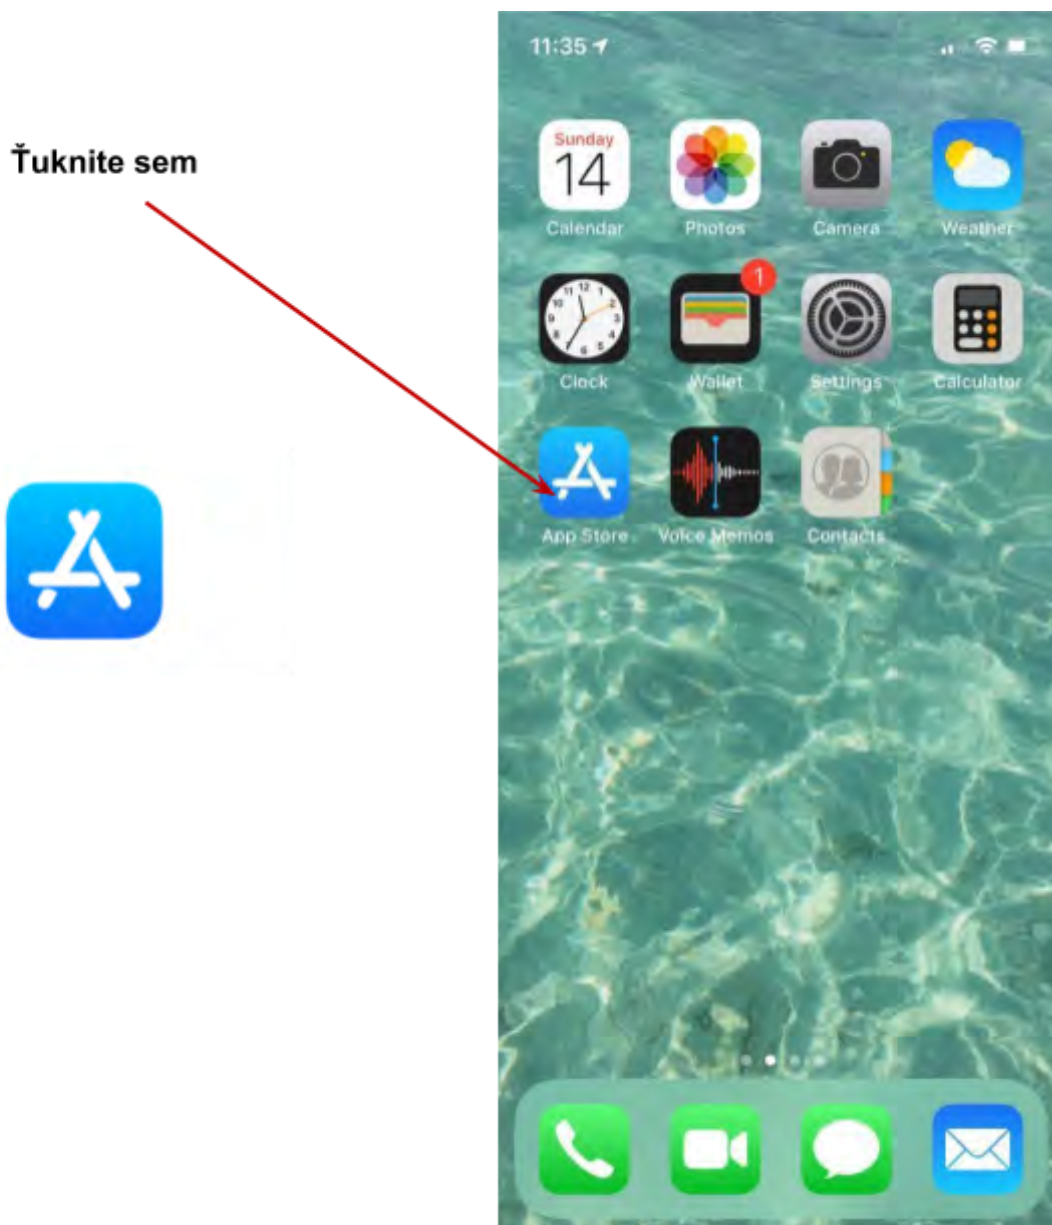 11:35
Ťuknite sem
Sunday
14
Calendar Photos Camera Weather
1
Clock Wallet Settings Calculator
App Store Voice Memos Contacts